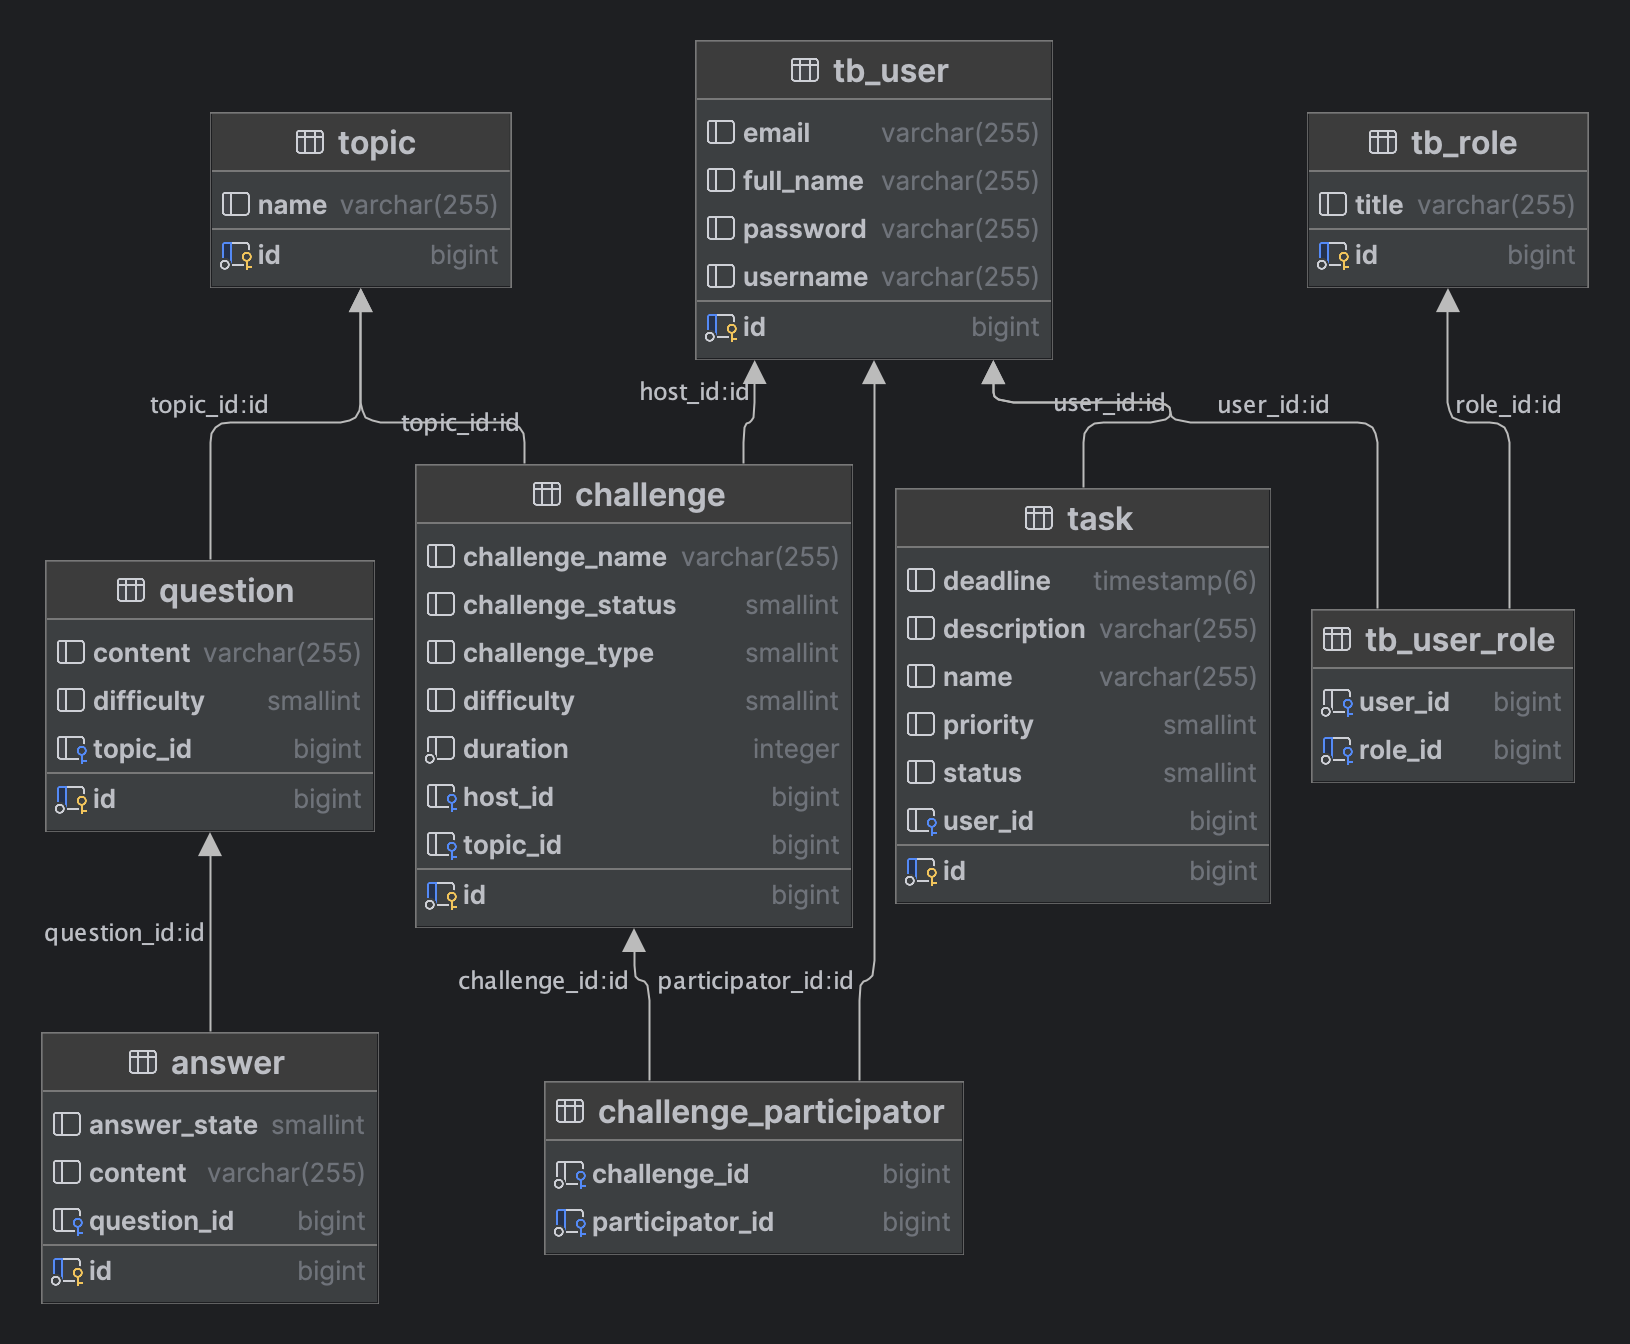 tb_user
email varchar(255)
full_name varchar(255)
password varchar(255)
username varchar(255)
id bigint
topic
name varchar(255)
id bigint
tb_role
title varchar(255)
id bigint
topic_id:id
topic_id:id
host_id:id
user_id:id
user_id:id
role_id:id
challenge
challenge_name varchar(255)
challenge_status smallint
challenge_type smallint
difficulty smallint
duration integer
host_id bigint
topic_id bigint
id bigint
task
deadline timestamp(6)
description varchar(255)
name varchar(255)
priority smallint
status smallint
user_id bigint
id bigint
question
content varchar(255)
difficulty smallint
topic_id bigint
id bigint
tb_user_role
user_id bigint
role_id bigint
question_id:id
challenge_id:id
participator_id:id
answer
answer_state smallint
content varchar(255)
question_id bigint
id bigint
challenge_participator
challenge_id bigint
participator_id bigint